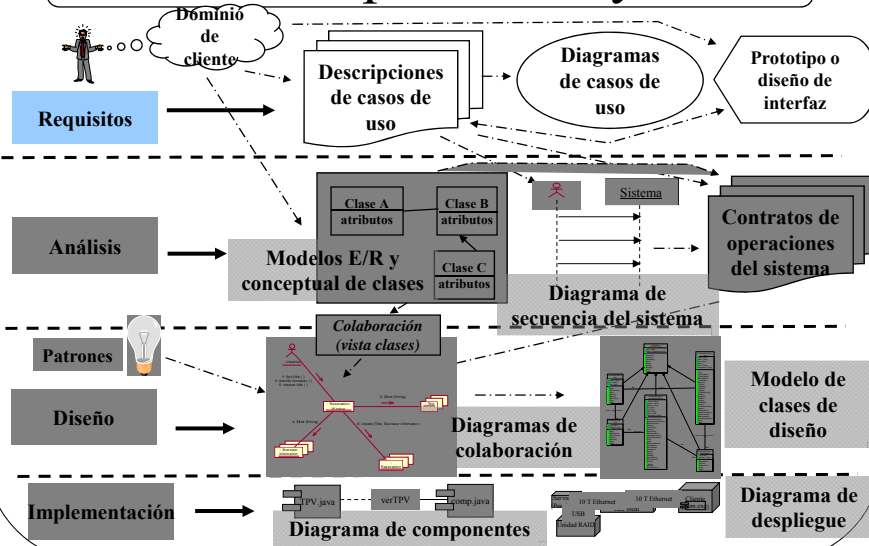 Dominio
de
cliente
Descripciones
de casos de
uso
Diagramas
de casos de
uso
Prototipo o
diseño de
interfaz
Requisitos
Sistema
Clase A
atributos
Clase B
atributos
Clase C
atributos
Contratos de
operaciones
del sistema
Análisis
Modelos E/R y
conceptual de clases
Diagrama de
secuencia del sistema
Colaboración
(vista clases)
Patrones
Diseño
Diagramas de
colaboración
Modelo de
clases de
diseño
Implementación
TPV.java
verTPV
comp.java
Diagrama de componentes
10 T Ethernet
10 T Ethernet
Cliente
USB
Unidad RAID
Diagrama de
despliegue